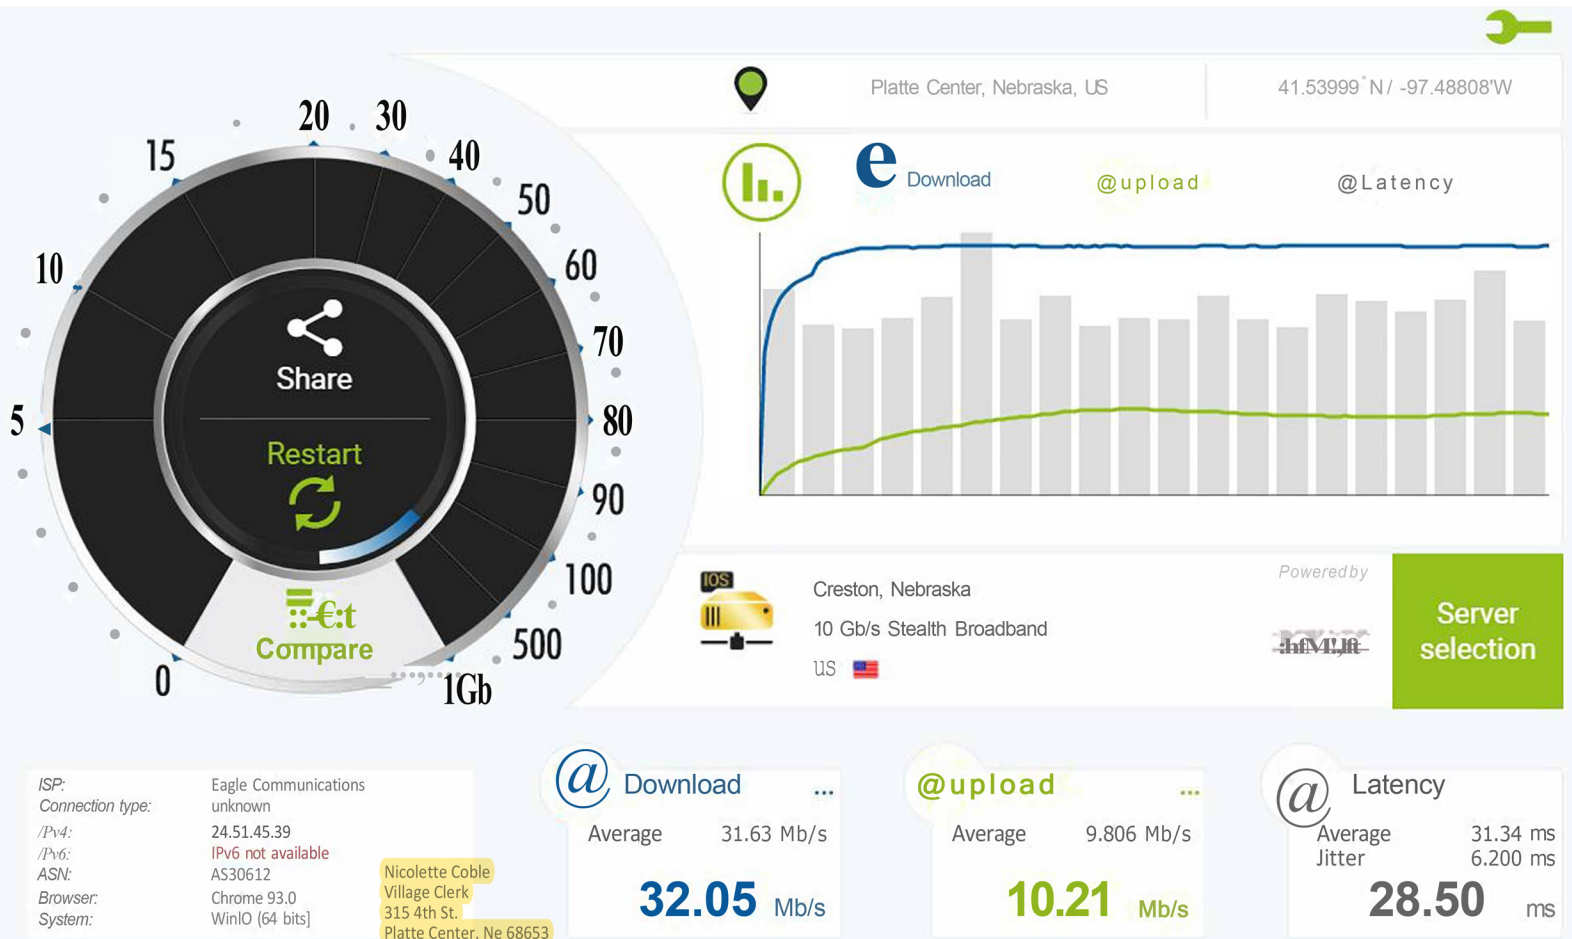 Platte Center, Nebraska, US
41.53999°N / -97.48808'W
20
30
15
40
50
10
60
70
5
80
90
100
500
0
1Gb
Share
Restart
Compare
Download
@upload
@Latency
IOS
Creston, Nebraska
10 Gb/s Stealth Broadband
US
Powered by
Server
selection
ISP: Eagle Communications
Connection type: unknown
/Pv4: 24.51.45.39
/Pv6: IPv6 not available
ASN: AS30612
Browser: Chrome 93.0
System: WinlO (64 bits]
Nicolette Coble
Village Clerk
315 4th St.
Platte Center, Ne 68653
@ Download ...
Average 31.63 Mb/s
32.05 Mb/s
@upload ...
Average 9.806 Mb/s
10.21 Mb/s
@ Latency
Average 31.34 ms
Jitter 6.200 ms
28.50 ms